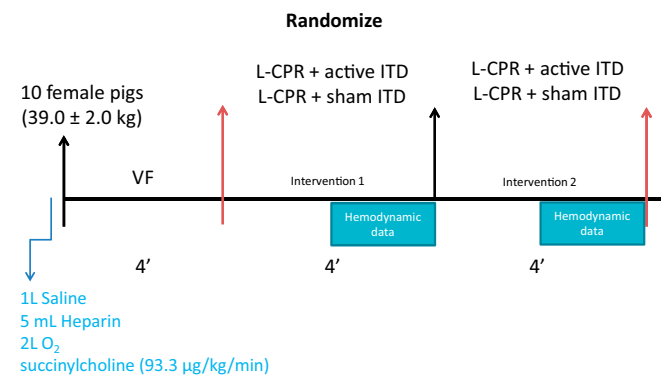 Randomize
10 female pigs
(39.0 ± 2.0 kg)
L-CPR + active ITD
L-CPR + sham ITD
L-CPR + active ITD
L-CPR + sham ITD
VF
Intervention 1
Intervention 2
Hemodynamic
data
Hemodynamic
data
4’
4’
4’
1L Saline
5 mL Heparin
2L O₂
succinylcholine (93.3 µg/kg/min)